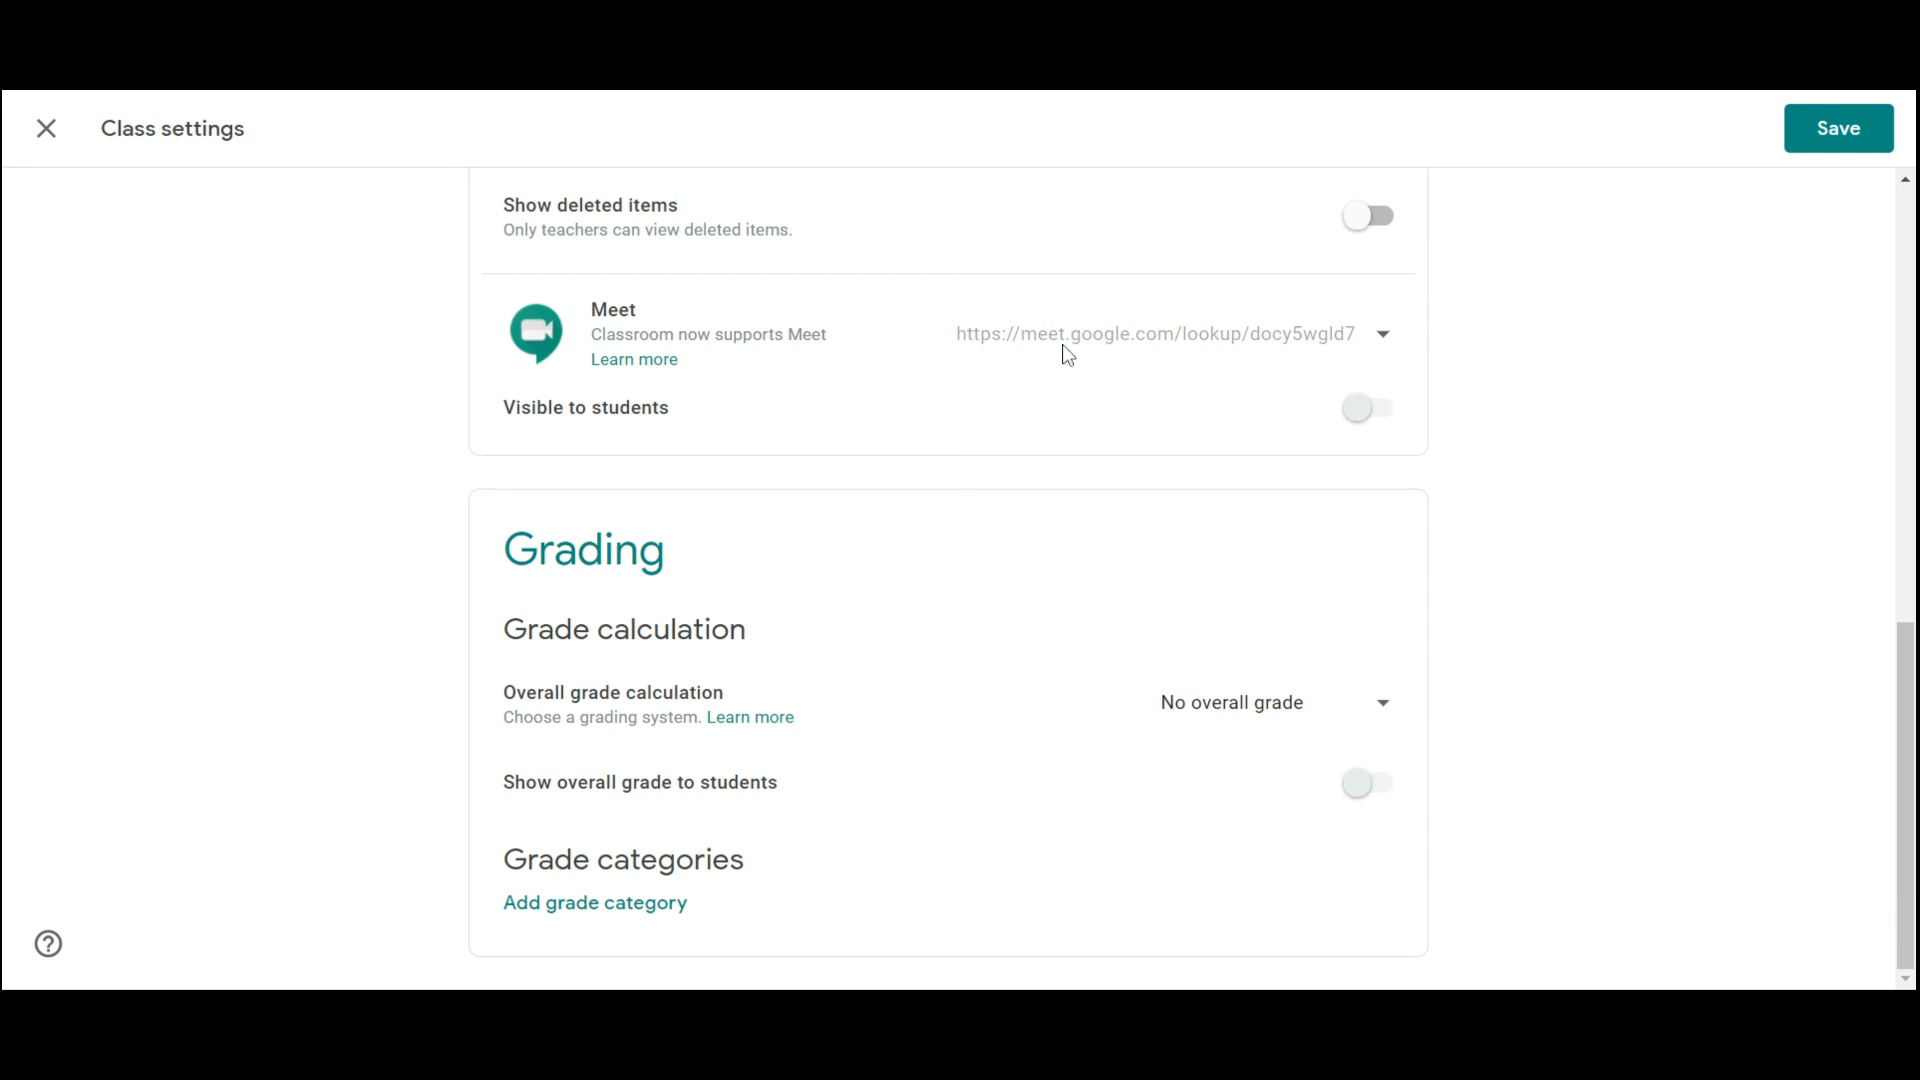 Class settings
Save
Show deleted items
Only teachers can view deleted items.
Meet
Classroom now supports Meet
Learn more
https://meet.google.com/lookup/docy5wgld7
Visible to students
Grading
Grade calculation
Overall grade calculation
Choose a grading system. Learn more
No overall grade
Show overall grade to students
Grade categories
Add grade category